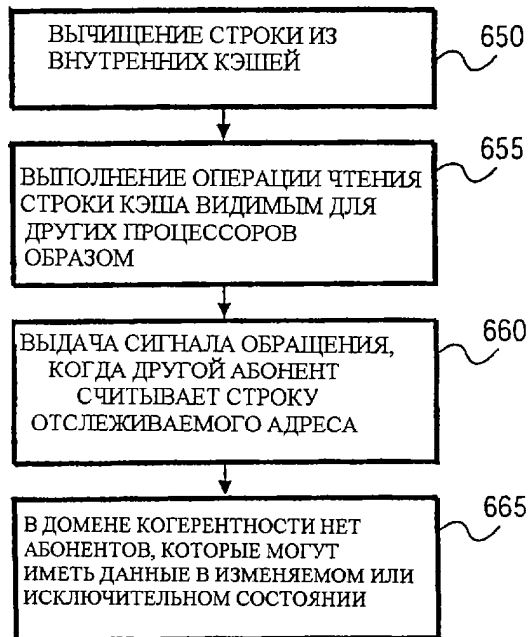 ВЫЧИЩЕНИЕ СТРОКИ ИЗ
ВНУТРЕННИХ КЭШЕЙ
650
ВЫПОЛНЕНИЕ ОПЕРАЦИИ ЧТЕНИЯ
СТРОКИ КЭША ВИДИМЫМ ДЛЯ
ДРУГИХ ПРОЦЕССОРОВ
ОБРАЗОМ
655
ВЫДАЧА СИГНАЛА ОБРАЩЕНИЯ,
КОГДА ДРУГОЙ АБОНЕНТ
СЧИТЫВАЕТ СТРОКУ
ОТСЛЕЖИВАЕМОГО АДРЕСА
660
В ДОМЕНЕ КОГЕРЕНТНОСТИ НЕТ
АБОНЕНТОВ, КОТОРЫЕ МОГУТ
ИМЕТЬ ДАННЫЕ В ИЗМЕНЯЕМОМ ИЛИ
ИСКЛЮЧИТЕЛЬНОМ СОСТОЯНИИ
665